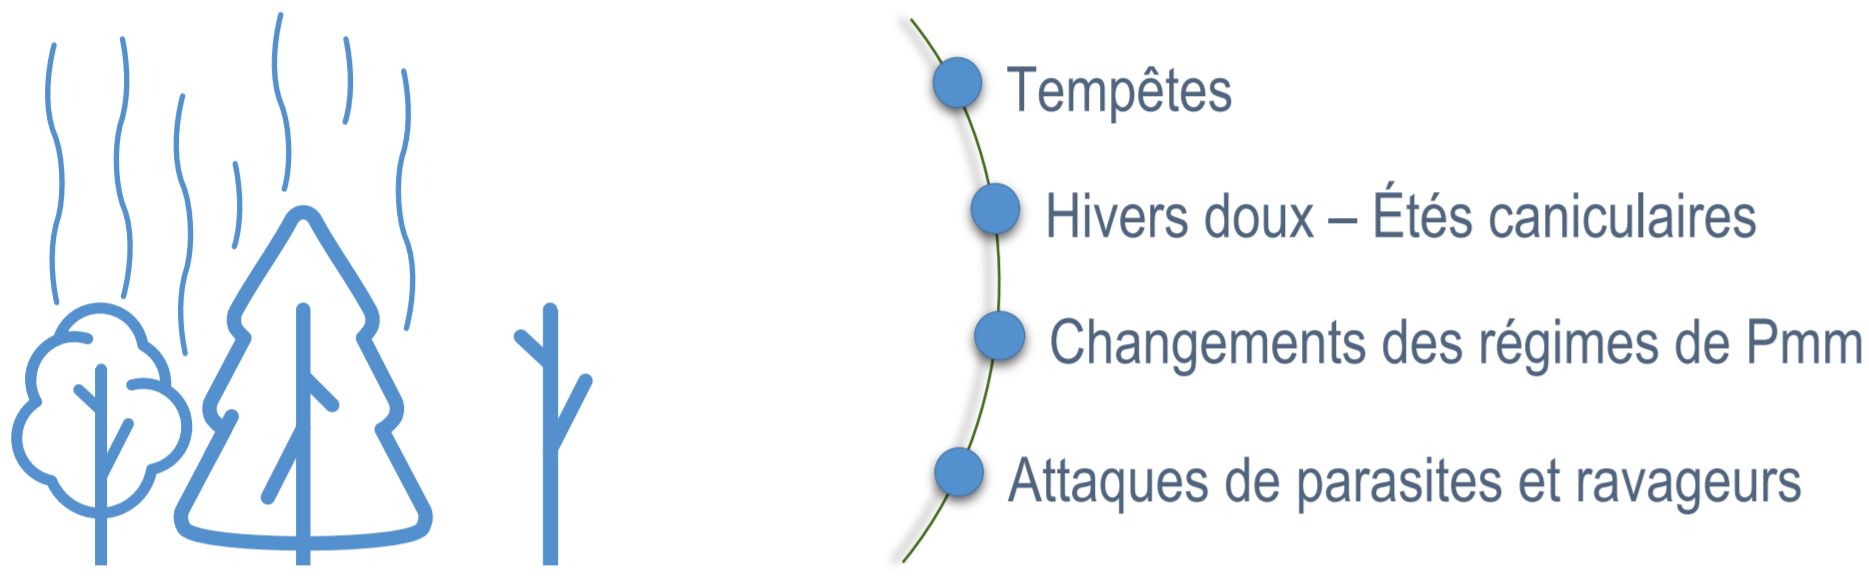 Tempêtes
Hivers doux – Étés caniculaires
Changements des régimes de Pmm
Attaques de parasites et ravageurs